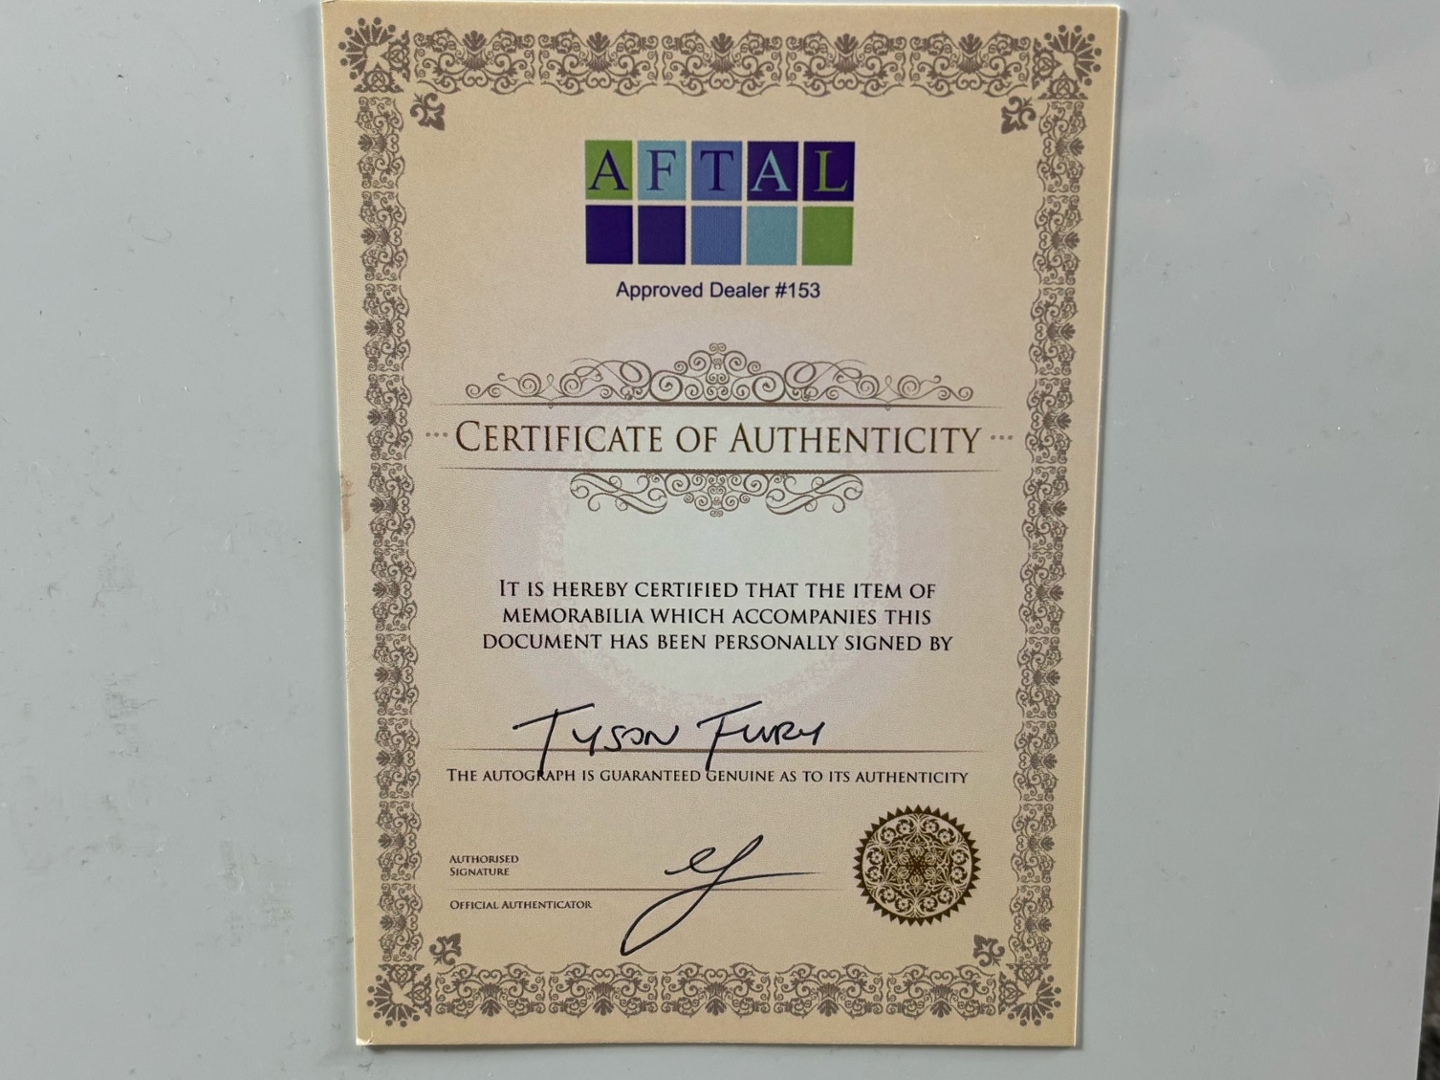 AFTAL
Approved Dealer #153
CERTIFICATE OF AUTHENTICITY
IT IS HEREBY CERTIFIED THAT THE ITEM OF
MEMORABILIA WHICH ACCOMPANIES THIS
DOCUMENT HAS BEEN PERSONALLY SIGNED BY
TYSON FURY
THE AUTOGRAPH IS GUARANTEED GENUINE AS TO ITS AUTHENTICITY
AUTHORISED
SIGNATURE
OFFICIAL AUTHENTICATOR